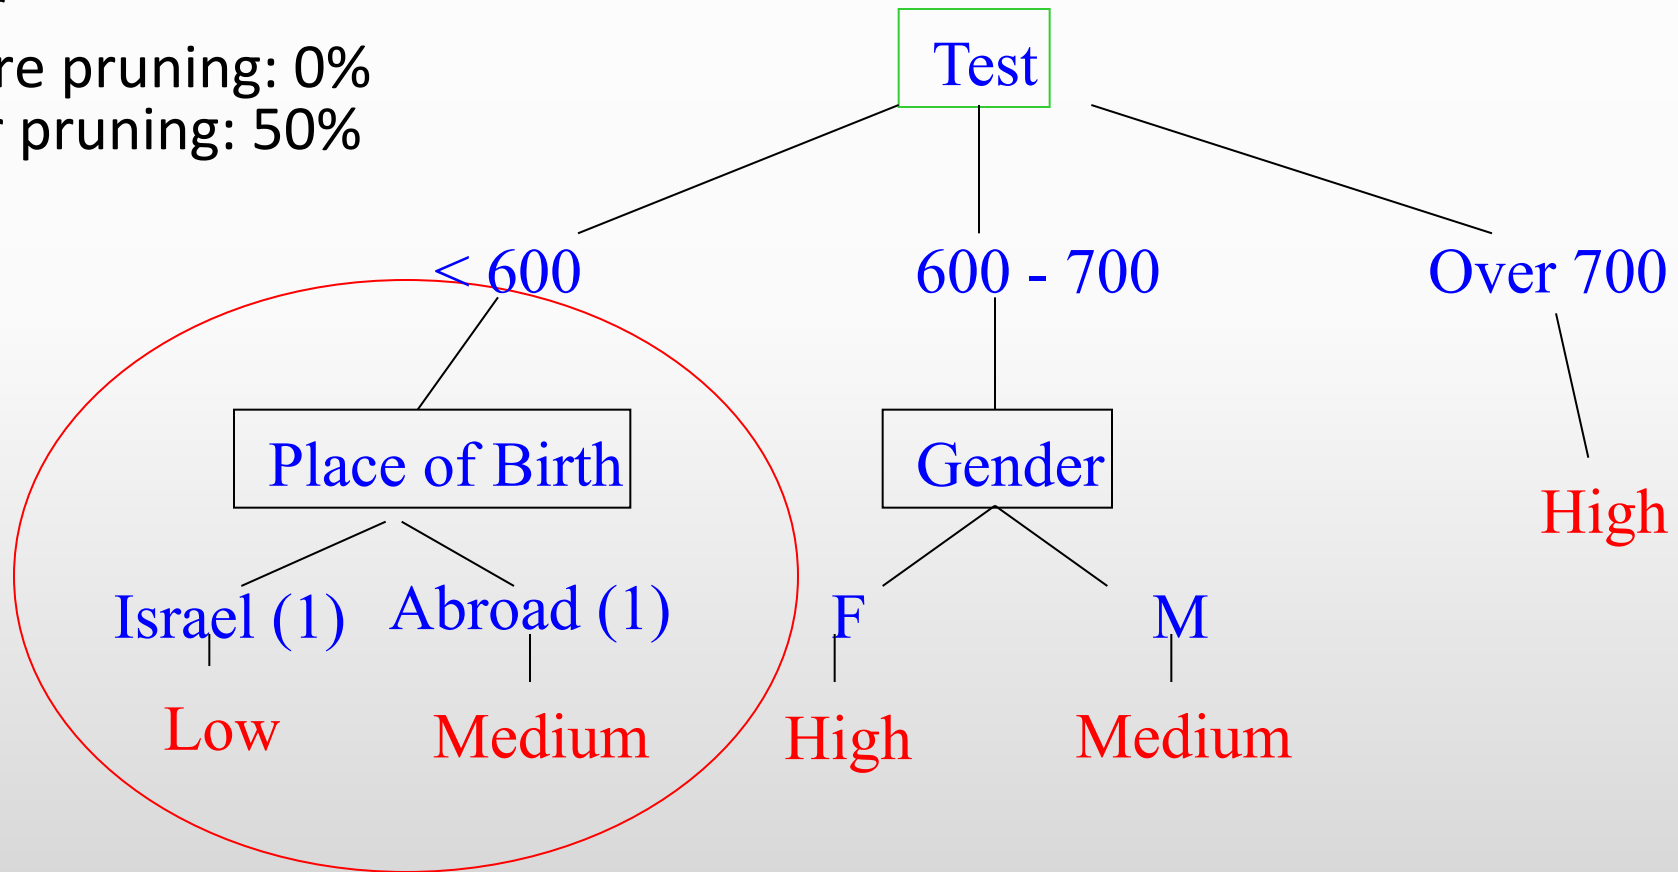 re pruning: 0%
r pruning: 50%
Test
< 600
600 - 700
Over 700
Place of Birth
Gender
High
Israel (1)
Abroad (1)
F
M
Low
Medium
High
Medium